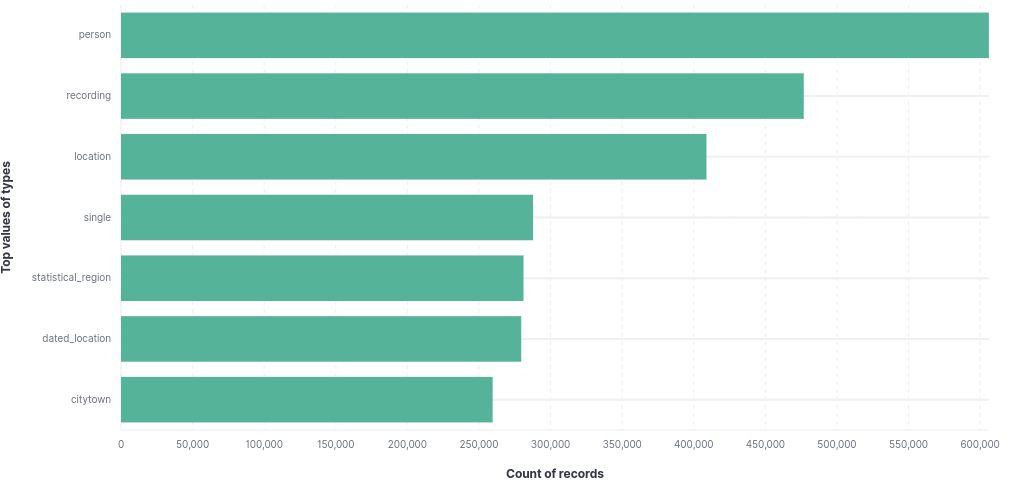 Top values of types
person
recording
location
single
statistical_region
dated_location
citytown
0 50,000 100,000 150,000 200,000 250,000 300,000 350,000 400,000 450,000 500,000 550,000 600,000
Count of records